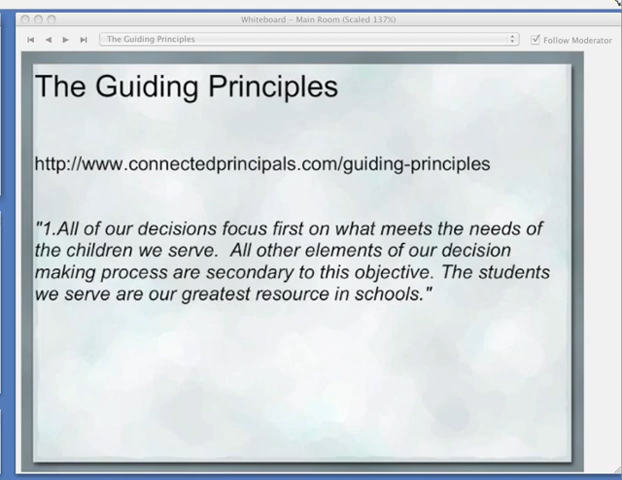 Whiteboard – Main Room (Scaled 137%)
The Guiding Principles
Follow Moderator
The Guiding Principles
http://www.connectedprincipals.com/guiding-principles
"1.All of our decisions focus first on what meets the needs of
the children we serve.  All other elements of our decision
making process are secondary to this objective. The students
we serve are our greatest resource in schools."